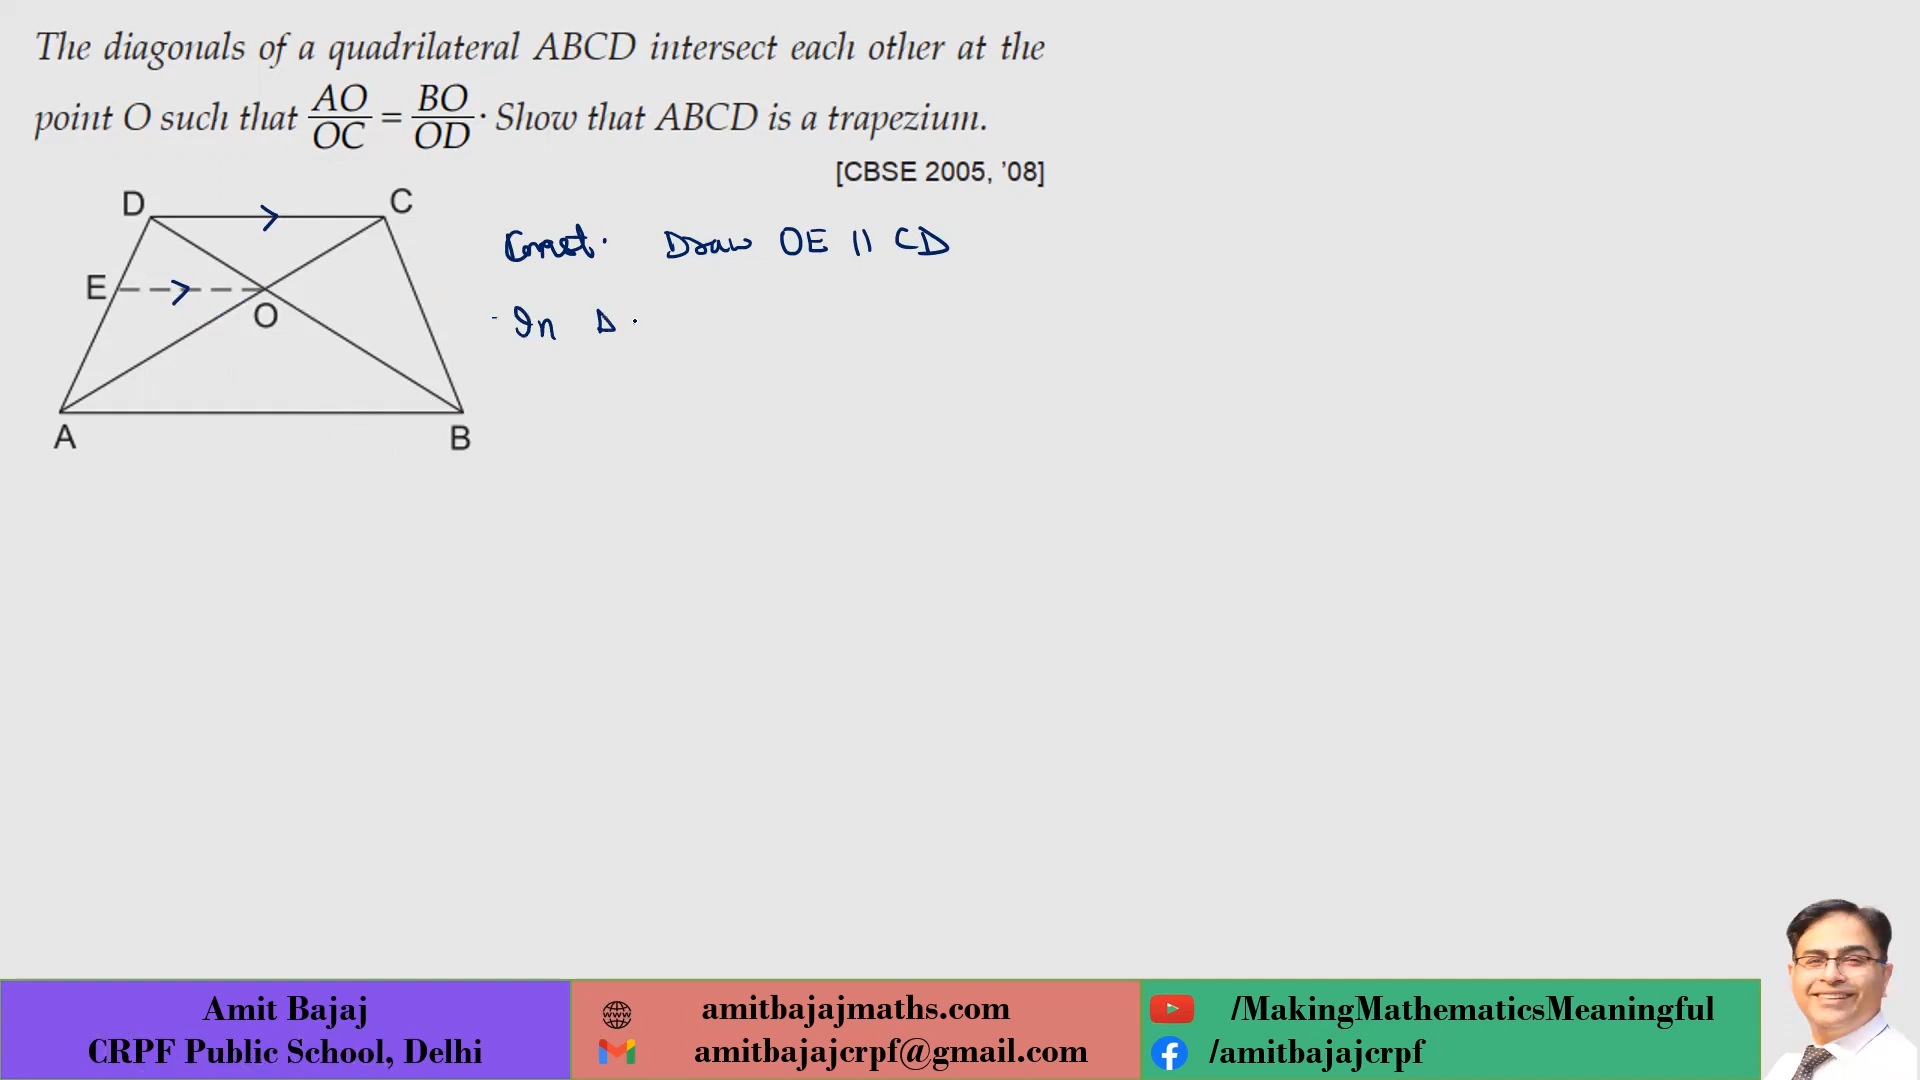 The diagonals of a quadrilateral ABCD intersect each other at the
point O such that AO/OC = BO/OD. Show that ABCD is a trapezium.
[CBSE 2005, '08]
D C
E
O
A B
Const. Draw OE || CD
In Δ
Amit Bajaj
CRPF Public School, Delhi
amitbajajmaths.com
amitbajajcrpf@gmail.com
/MakingMathematicsMeaningful
/amitbajajcrpf